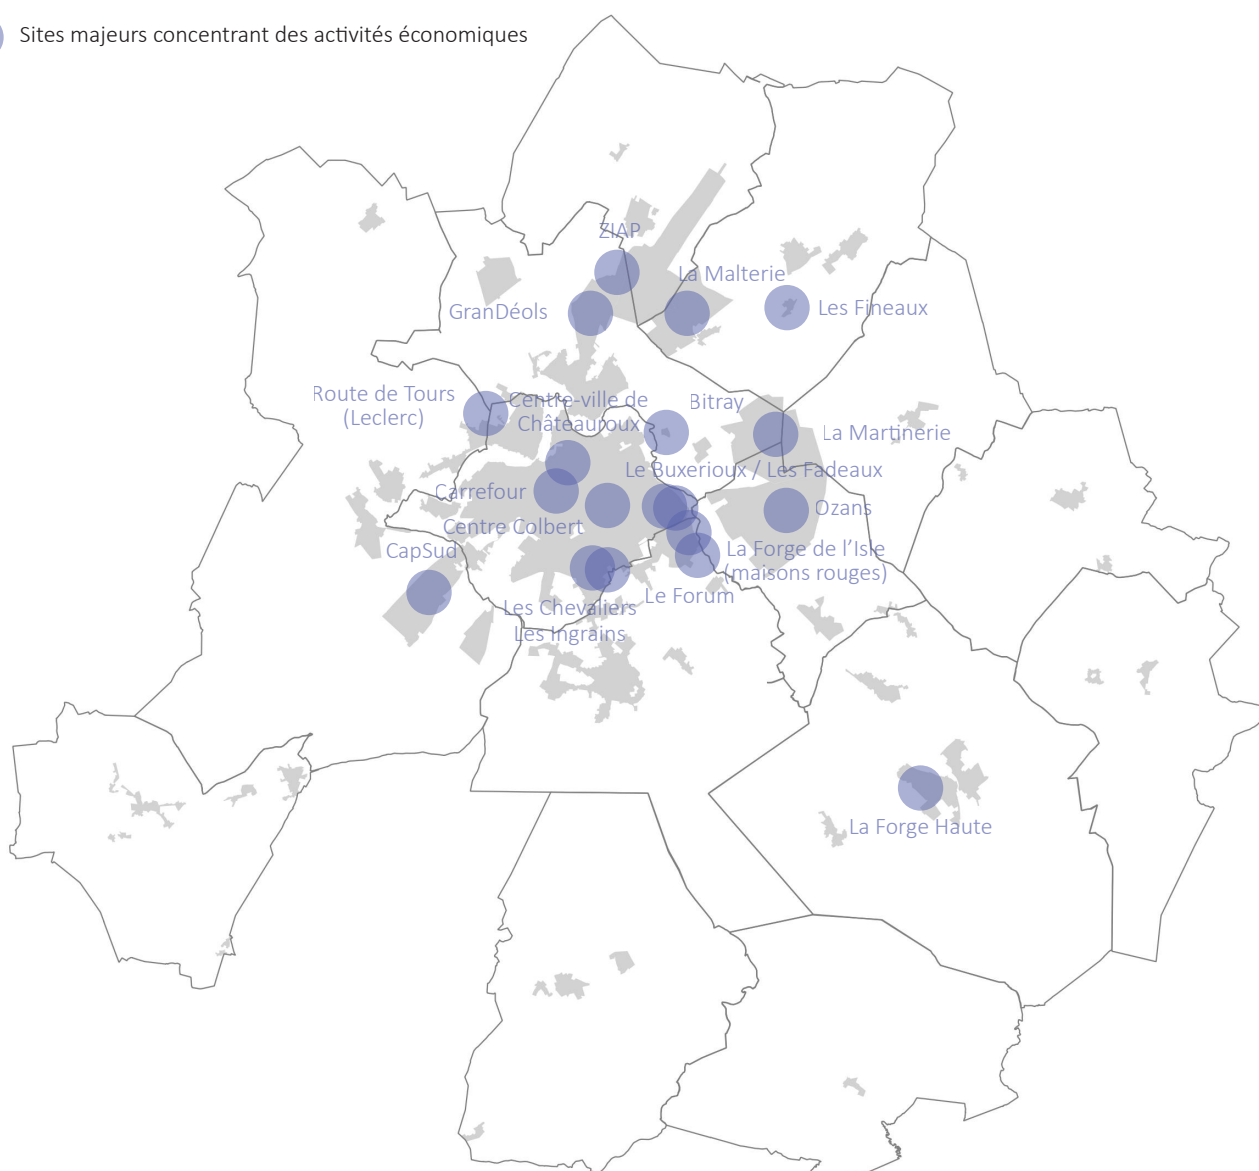 Sites majeurs concentrant des activités économiques
ZIAP
La Malterie
GranDéols
Les Fineaux
Route de Tours
(Leclerc)
Centre-ville de
Châteauroux
Bitray
La Martinerie
Le Buxerioux / Les Fadeaux
Carrefour
Ozans
Centre Colbert
CapSud
La Forge de l'Isle
(maisons rouges)
Le Forum
Les Chevaliers
Les Ingrains
La Forge Haute